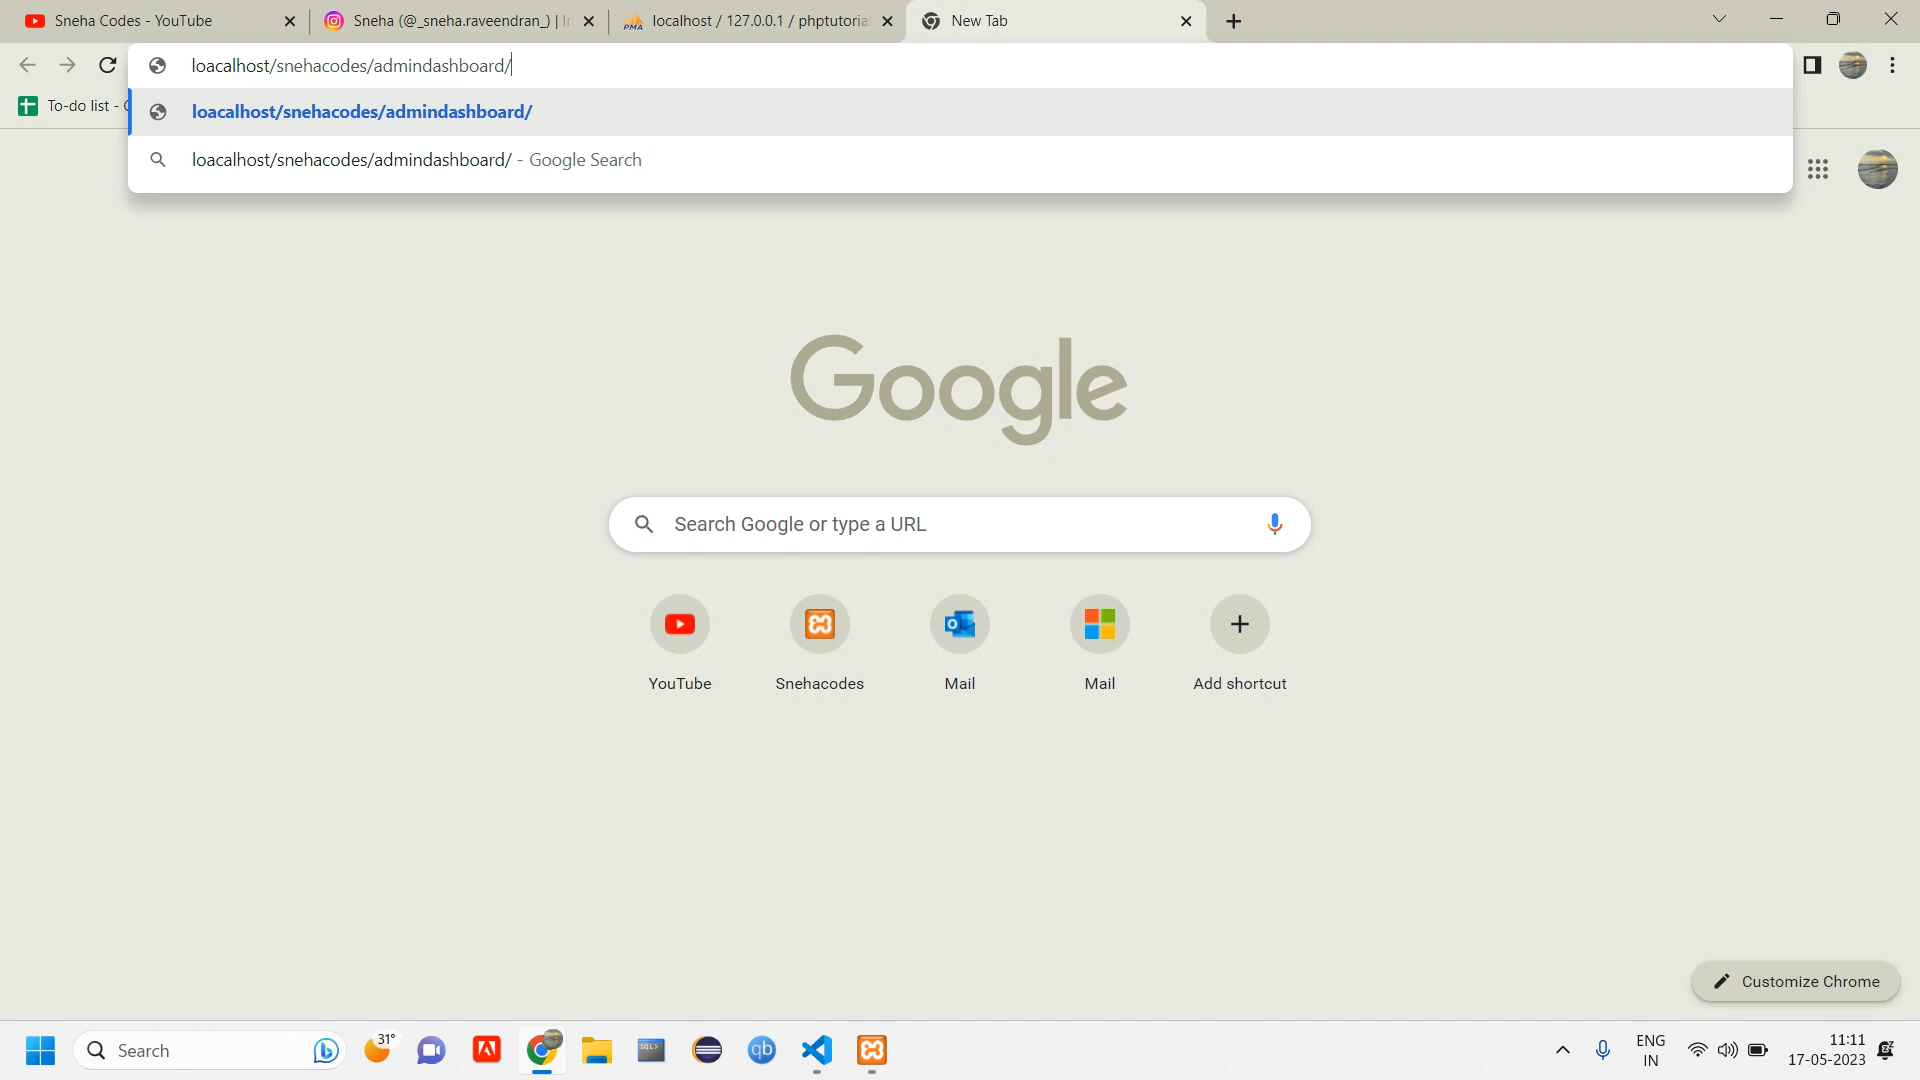 Sneha Codes - YouTube
Sneha (@_sneha.raveendran_) | In
localhost / 127.0.0.1 / phptutorial
New Tab
loacalhost/snehacodes/admindashboard/
To-do list -
loacalhost/snehacodes/admindashboard/
loacalhost/snehacodes/admindashboard/ - Google Search
Google
Search Google or type a URL
YouTube
Snehacodes
Mail
Mail
Add shortcut
Customize Chrome
Search
31°
ENG
IN
11:11
17-05-2023